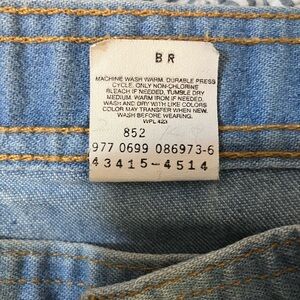 BR
MACHINE WASH WARM. DURABLE PRESS
CYCLE. ONLY NON-CHLORINE
BLEACH IF NEEDED. TUMBLE DRY
MEDIUM. WARM IRON IF NEEDED.
WASH AND DRY WITH LIKE COLORS
COLOR MAY TRANSFER WHEN NEW.
WASH BEFORE WEARING.
WPL 423
852
977 0699 086973-6
43415-4514